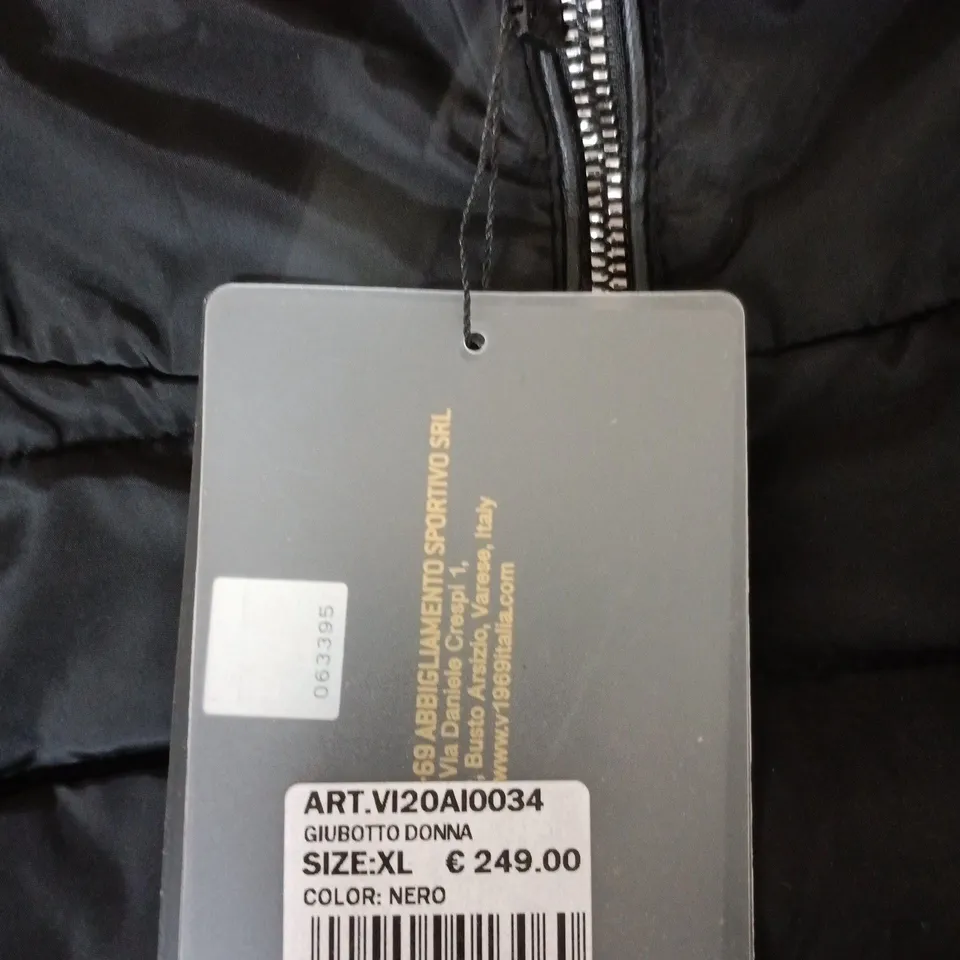 69 ABBIGLIAMENTO SPORTIVO SRL
VIa Daniele Crespi 1,
, Busto Arsizio, Varese, Italy
www.v1969italia.com
063395
ART.VI20AI0034
GIUBOTTO DONNA
SIZE:XL € 249.00
COLOR: NERO